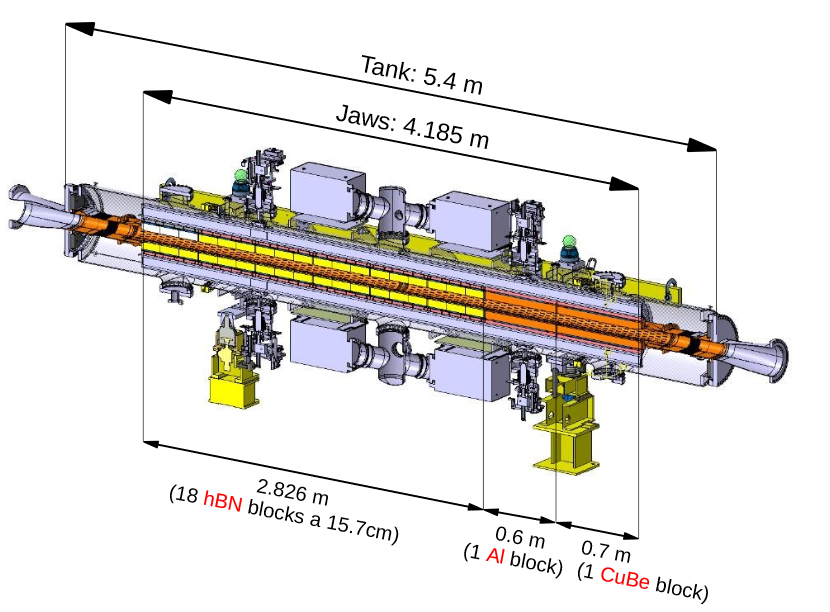 Tank: 5.4 m
Jaws: 4.185 m
2.826 m
(18 hBN blocks a 15.7cm)
0.6 m
(1 Al block)
0.7 m
(1 CuBe block)